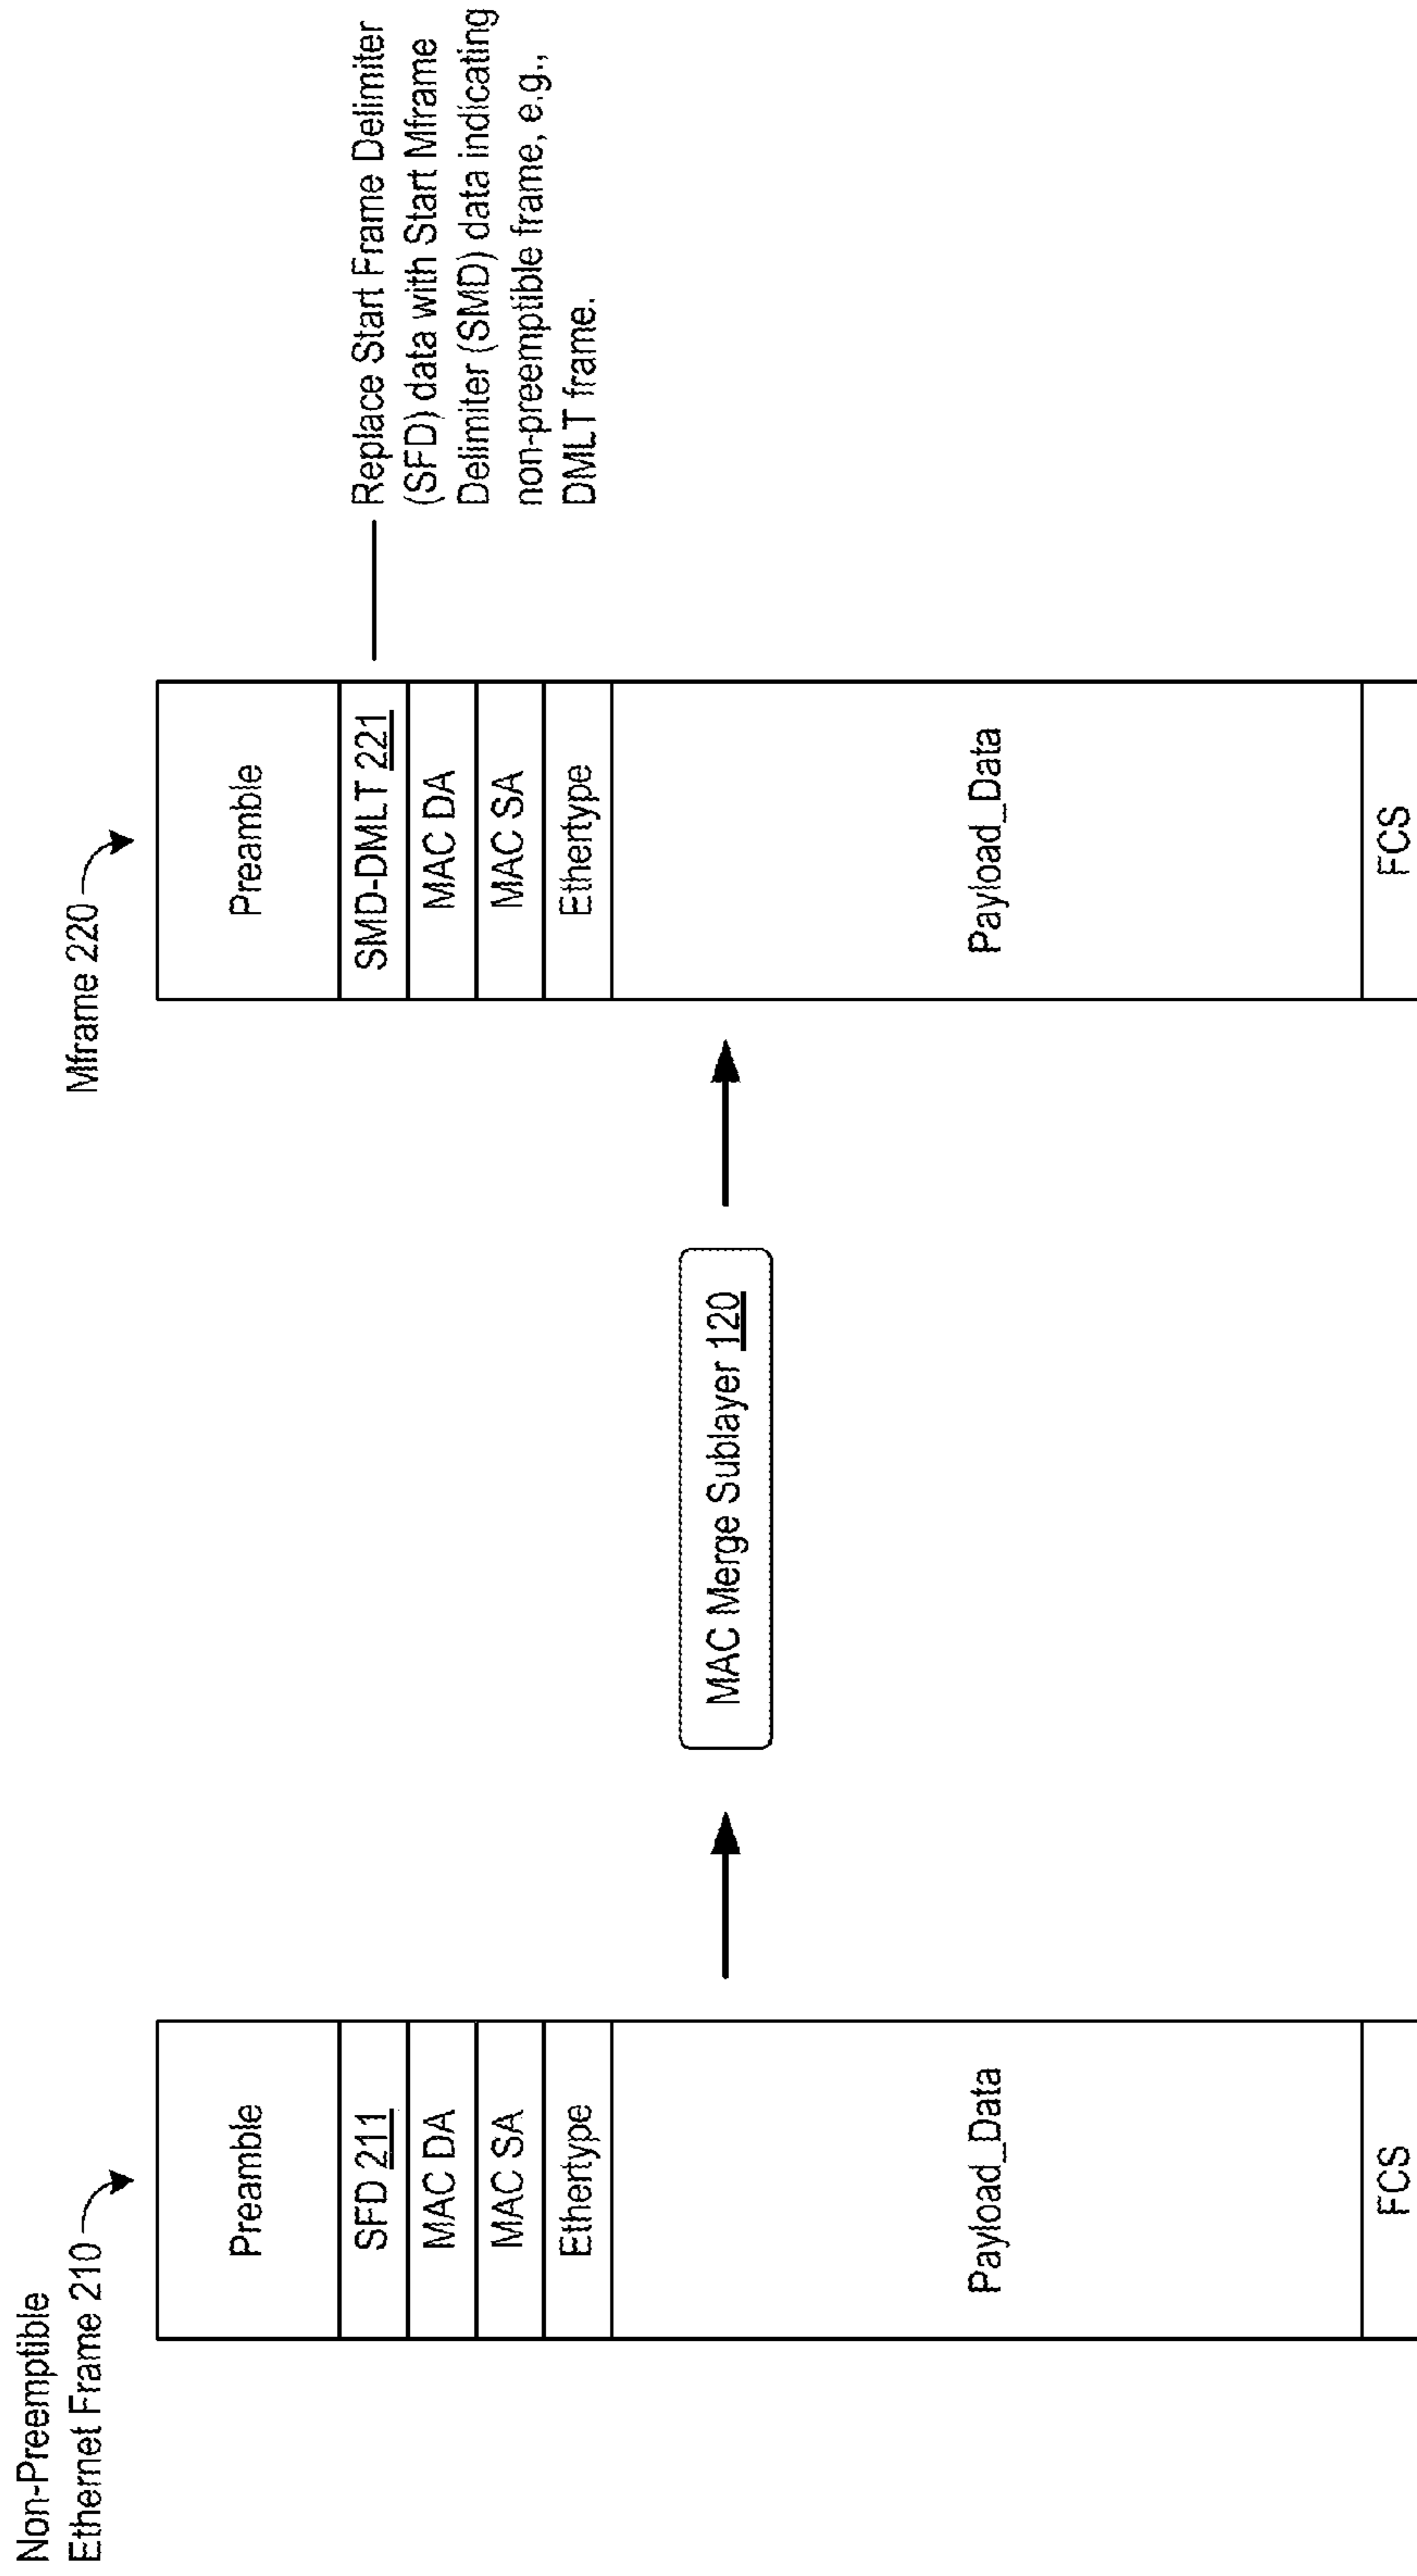 Non-Preemptible
Ethernet Frame 210
Preamble
SFD 211
MAC DA
MAC SA
Ethertype
Payload_Data
FCS
MAC Merge Sublayer 120
Mframe 220
Preamble
SMD-DMLT 221
MAC DA
MAC SA
Ethertype
Payload_Data
FCS
Replace Start Frame Delimiter
(SFD) data with Start Mframe
Delimiter (SMD) data indicating
non-preemptible frame, e.g.,
DMLT frame.